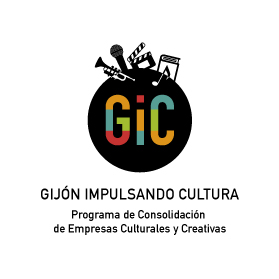 GiC
GIJÓN IMPULSANDO CULTURA
Programa de Consolidación
de Empresas Culturales y Creativas